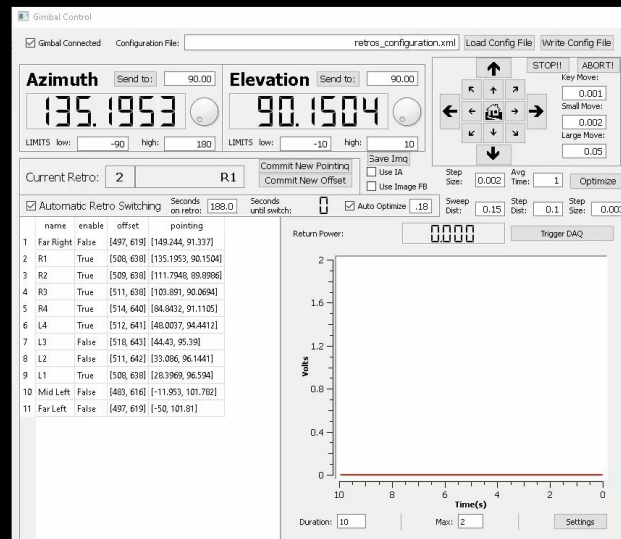 Gimbal Control
Gimbal Connected Configuration File: retros_configuration.xml Load Config File Write Config File
Azimuth Send to: 90.00 Elevation Send to: 90.00 STOP!! ABORT!
135.1953 90.1504 Key Move:
0.001
Small Move:
0.002
Large Move:
0.05
LIMITS low: -90 high: 180 LIMITS low: -10 high: 10
Current Retro: 2 R1 Commit New Pointing Save Img
Commit New Offset Use IA
Use Image FB
Step Size: 0.002 Avg Time: 1 Optimize
Automatic Retro Switching Seconds on retro: 188.0 Seconds until switch: 0 Auto Optimize .18 Sweep Dist: 0.15 Step Dist: 0.1 Step Size: 0.003
name enable offset pointing
1 Far Right False [497, 619] [149.244, 91.337]
2 R1 True [508, 638] [135.1953, 90.1504]
3 R2 True [509, 638] [111.7948, 89.8986]
4 R3 True [511, 638] [103.891, 90.0694]
5 R4 True [514, 640] [84.8432, 91.1105]
6 L4 True [512, 641] [48.0037, 94.4412]
7 L3 False [518, 643] [44.43, 95.39]
8 L2 False [511, 642] [33.086, 96.1441]
9 L1 True [508, 638] [28.3969, 96.594]
10 Mid Left False [483, 616] [-11.953, 101.782]
11 Far Left False [497, 619] [-50, 101.81]
Return Power: 0.000 Trigger DAQ
2
1.6
1.2
0.8
0.4
0
Volts
10 8 6 4 2 0
Time(s)
Duration: 10 Max: 2 Settings